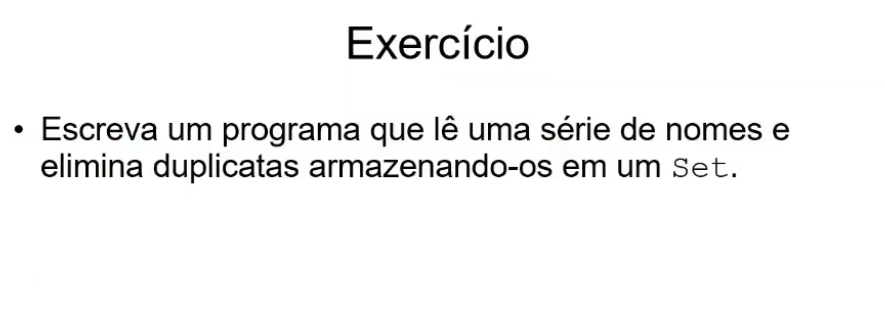 Exercício
• Escreva um programa que lê uma série de nomes e
elimina duplicatas armazenando-os em um Set.